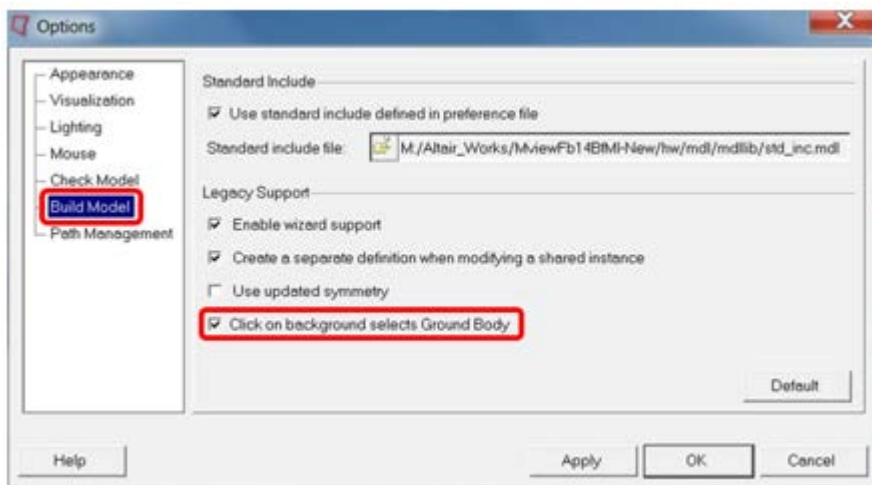 Options
Appearance
Visualization
Lighting
Mouse
Check Model
Build Model
Path Management
Standard Include
Use standard include defined in preference file
Standard include file: M:/Altair_Works/MviewFb14BfMl-New/hw/mdl/mdllib/std_inc.mdl
Legacy Support
Enable wizard support
Create a separate definition when modifying a shared instance
Use updated symmetry
Click on background selects Ground Body
Default
Help Apply OK Cancel